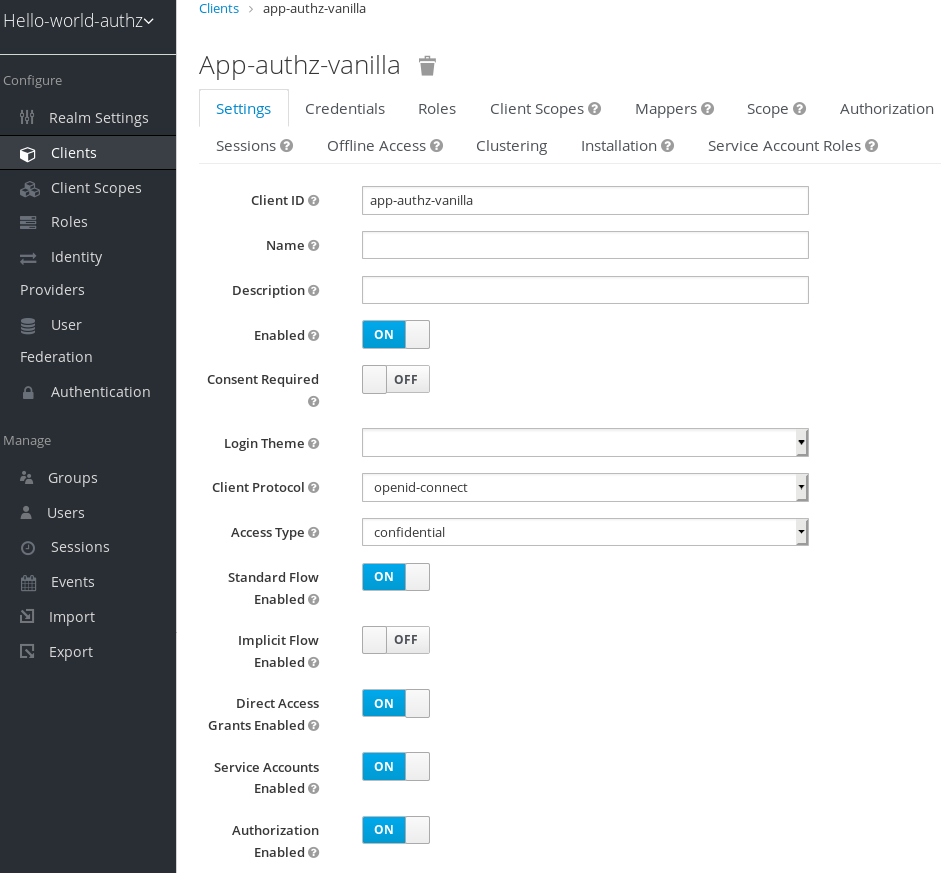 Hello-world-authz
Configure
Realm Settings
Clients
Client Scopes
Roles
Identity
Providers
User
Federation
Authentication
Manage
Groups
Users
Sessions
Events
Import
Export
Clients > app-authz-vanilla
App-authz-vanilla
Settings Credentials Roles Client Scopes Mappers Scope Authorization
Sessions Offline Access Clustering Installation Service Account Roles
Client ID app-authz-vanilla
Name
Description
Enabled ON
Consent Required OFF
Login Theme
Client Protocol openid-connect
Access Type confidential
Standard Flow ON
Enabled
Implicit Flow OFF
Enabled
Direct Access ON
Grants Enabled
Service Accounts ON
Enabled
Authorization ON
Enabled